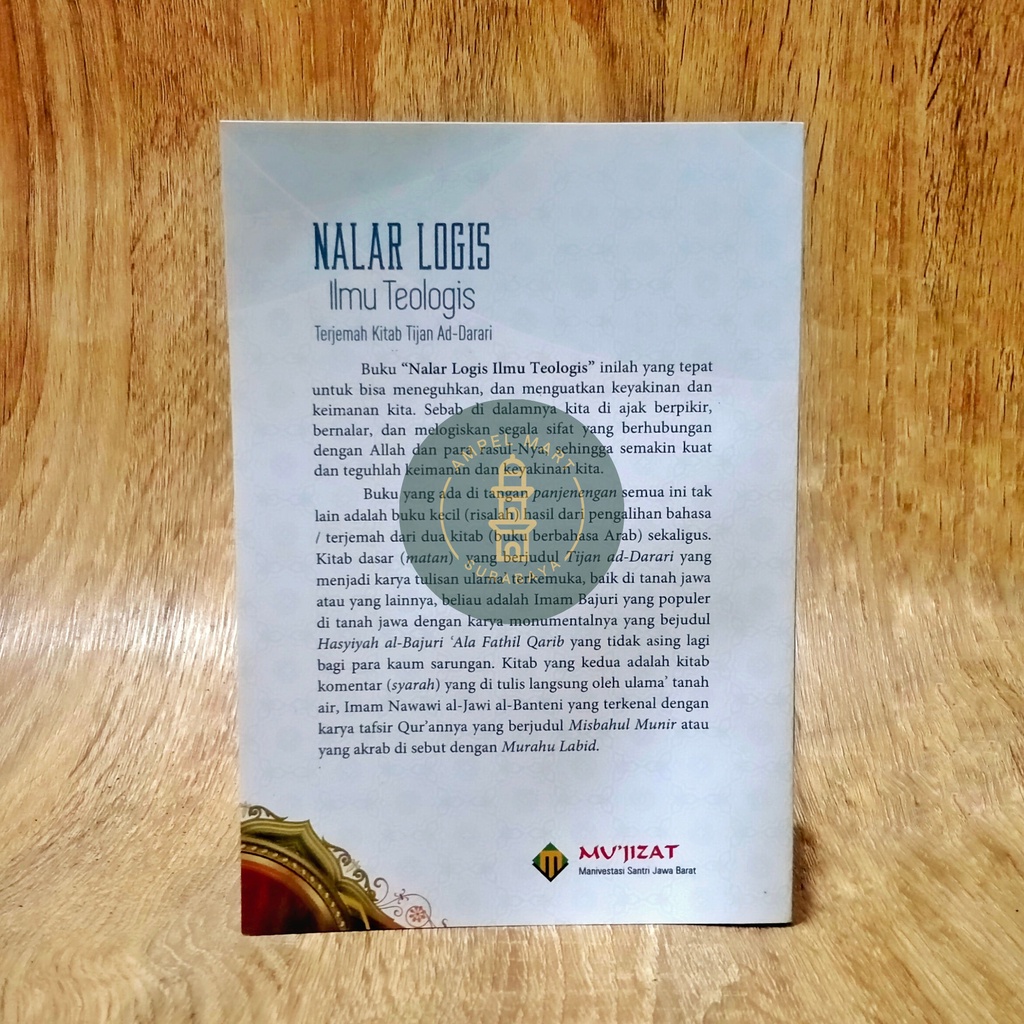 NALAR LOGIS
Ilmu Teologis
Terjemah Kitab Tijan Ad-Darari
Buku “Nalar Logis Ilmu Teologis” inilah yang tepat
untuk bisa meneguhkan, dan menguatkan keyakinan dan
keimanan kita. Sebab di dalamnya kita di ajak berpikir,
bernalar, dan melogiskan segala sifat yang berhubungan
dengan Allah dan para rasul-Nya, sehingga semakin kuat
dan teguhlah keimanan dan keyakinan kita.
Buku yang ada di tangan panjenengan semua ini tak
lain adalah buku kecil (risalah) hasil dari pengalihan bahasa
/ terjemah dari dua kitab (buku berbahasa Arab) sekaligus.
Kitab dasar (matan) yang berjudul Tijan ad-Darari yang
menjadi karya tulisan ulama’ terkemuka, baik di tanah jawa
atau yang lainnya, beliau adalah Imam Bajuri yang populer
di tanah jawa dengan karya monumentalnya yang bejudul
Hasyiyah al-Bajuri ‘Ala Fathil Qarib yang tidak asing lagi
bagi para kaum sarungan. Kitab yang kedua adalah kitab
komentar (syarah) yang di tulis langsung oleh ulama’ tanah
air, Imam Nawawi al-Jawi al-Banteni yang terkenal dengan
karya tafsir Qur’annya yang berjudul Misbahul Munir atau
yang akrab di sebut dengan Murahu Labid.
AMPEL MART
SURABAYA
MU’JIZAT
Manivestasi Santri Jawa Barat